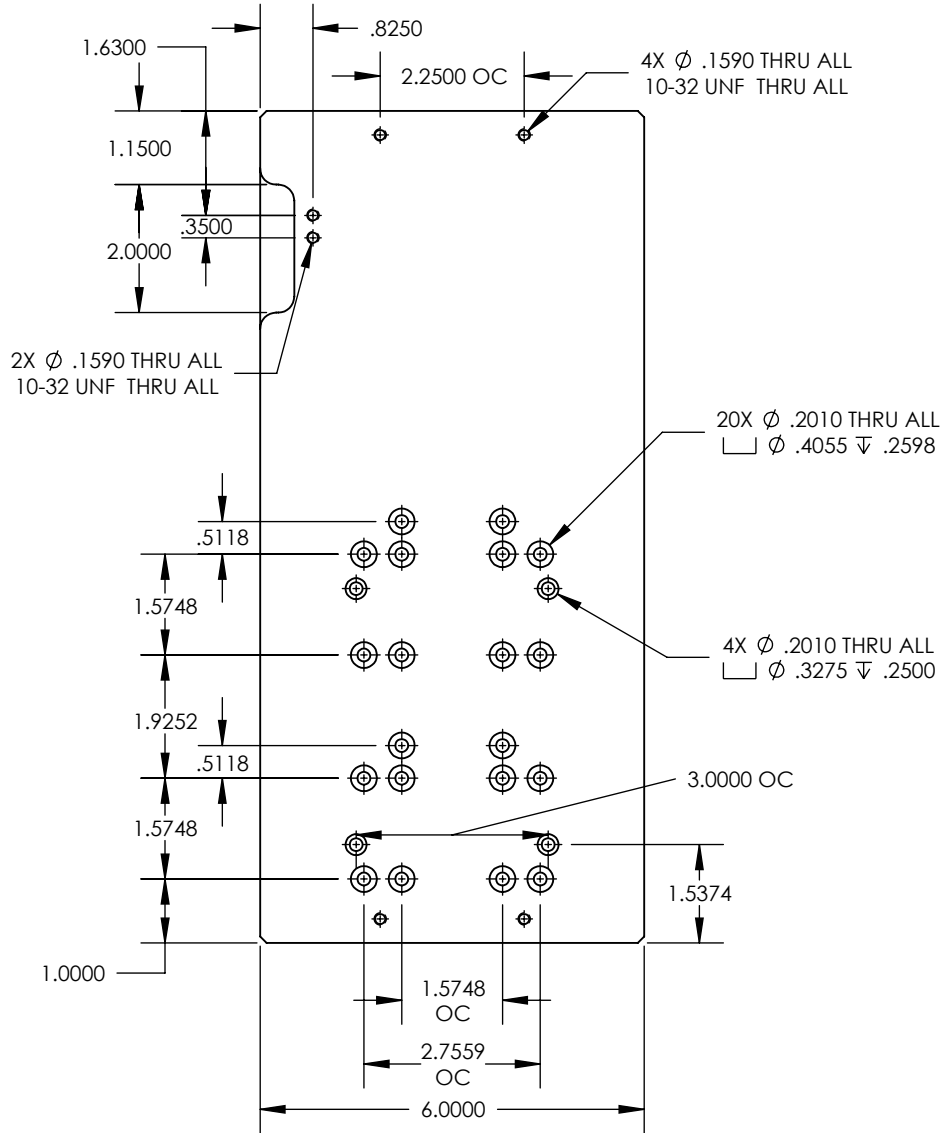 .8250
1.6300
2.2500 OC
4X Ø .1590 THRU ALL
10-32 UNF THRU ALL
1.1500
.3500
2.0000
2X Ø .1590 THRU ALL
10-32 UNF THRU ALL
20X Ø .2010 THRU ALL
⌴ Ø .4055 ↧ .2598
.5118
1.5748
4X Ø .2010 THRU ALL
⌴ Ø .3275 ↧ .2500
1.9252
.5118
3.0000 OC
1.5748
1.5374
1.0000
1.5748
OC
2.7559
OC
6.0000